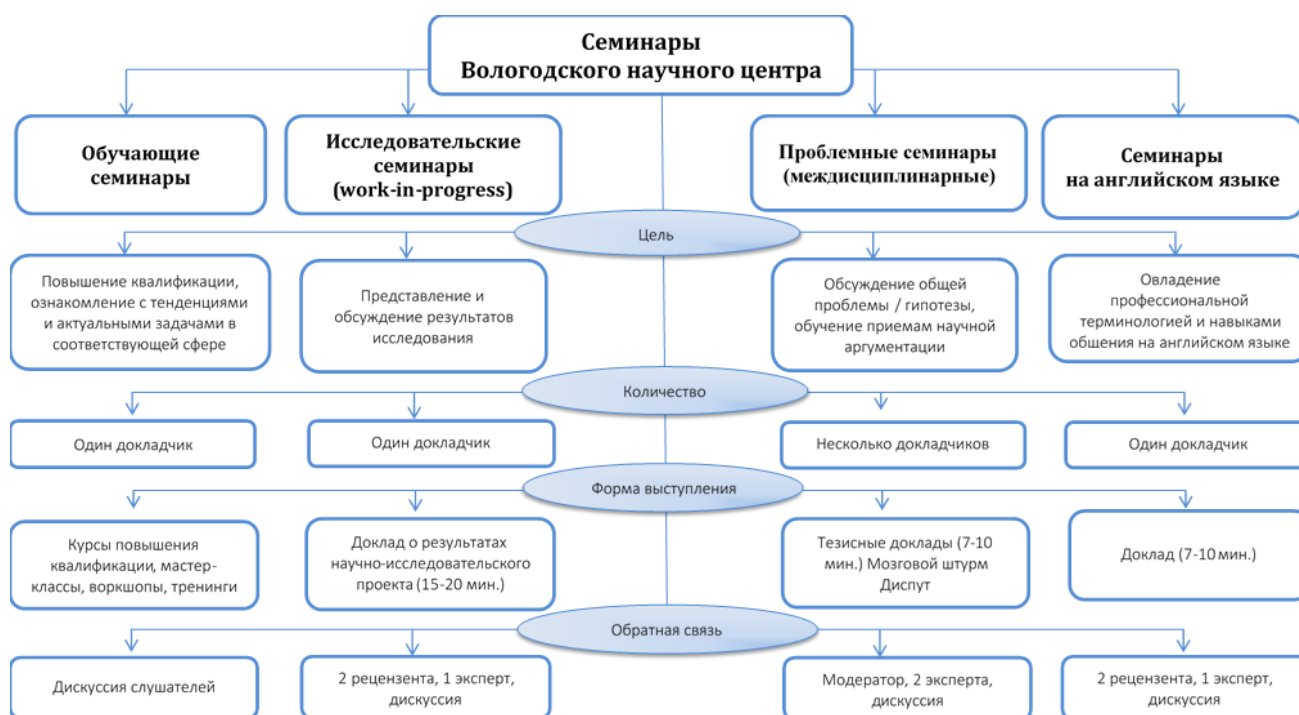 Семинары
Вологодского научного центра
Обучающие
семинары
Исследовательские
семинары
(work-in-progress)
Проблемные семинары
(междисциплинарные)
Семинары
на английском языке
Цель
Повышение квалификации,
ознакомление с тенденциями
и актуальными задачами в
соответствующей сфере
Представление и
обсуждение результатов
исследования
Обсуждение общей
проблемы / гипотезы,
обучение приемам научной
аргументации
Овладение
профессиональной
терминологией и навыками
общения на английском языке
Количество
Один докладчик
Один докладчик
Несколько докладчиков
Один докладчик
Форма выступления
Курсы повышения
квалификации, мастер-
классы, воркшопы, тренинги
Доклад о результатах
научно-исследовательского
проекта (15-20 мин.)
Тезисные доклады (7-10
мин.) Мозговой штурм
Диспут
Доклад (7-10 мин.)
Обратная связь
Дискуссия слушателей
2 рецензента, 1 эксперт,
дискуссия
Модератор, 2 эксперта,
дискуссия
2 рецензента, 1 эксперт,
дискуссия